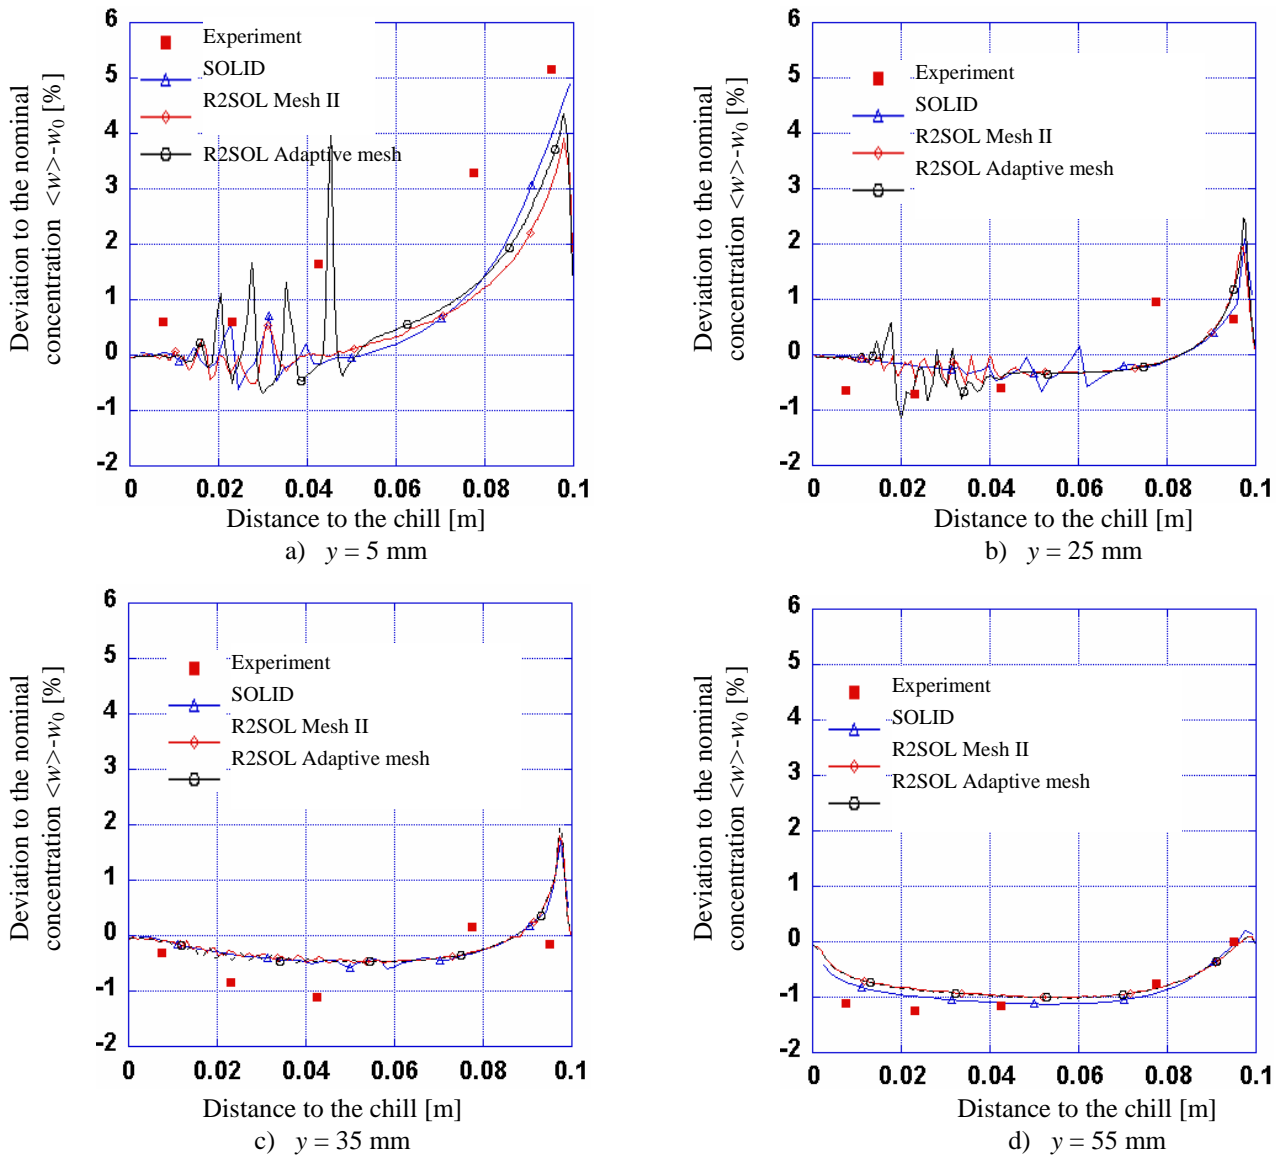 6
5
4
3
2
1
0
-1
-2
Deviation to the nominal
concentration <w>-w0 [%]
Experiment
SOLID
R2SOL Mesh II
R2SOL Adaptive mesh
0 0.02 0.04 0.06 0.08 0.1
Distance to the chill [m]
a) y = 5 mm
6
5
4
3
2
1
0
-1
-2
Deviation to the nominal
concentration <w>-w0 [%]
Experiment
SOLID
R2SOL Mesh II
R2SOL Adaptive mesh
0 0.02 0.04 0.06 0.08 0.1
Distance to the chill [m]
b) y = 25 mm
6
5
4
3
2
1
0
-1
-2
Deviation to the nominal
concentration <w>-w0 [%]
Experiment
SOLID
R2SOL Mesh II
R2SOL Adaptive mesh
0 0.02 0.04 0.06 0.08 0.1
Distance to the chill [m]
c) y = 35 mm
6
5
4
3
2
1
0
-1
-2
Deviation to the nominal
concentration <w>-w0 [%]
Experiment
SOLID
R2SOL Mesh II
R2SOL Adaptive mesh
0 0.02 0.04 0.06 0.08 0.1
Distance to the chill [m]
d) y = 55 mm